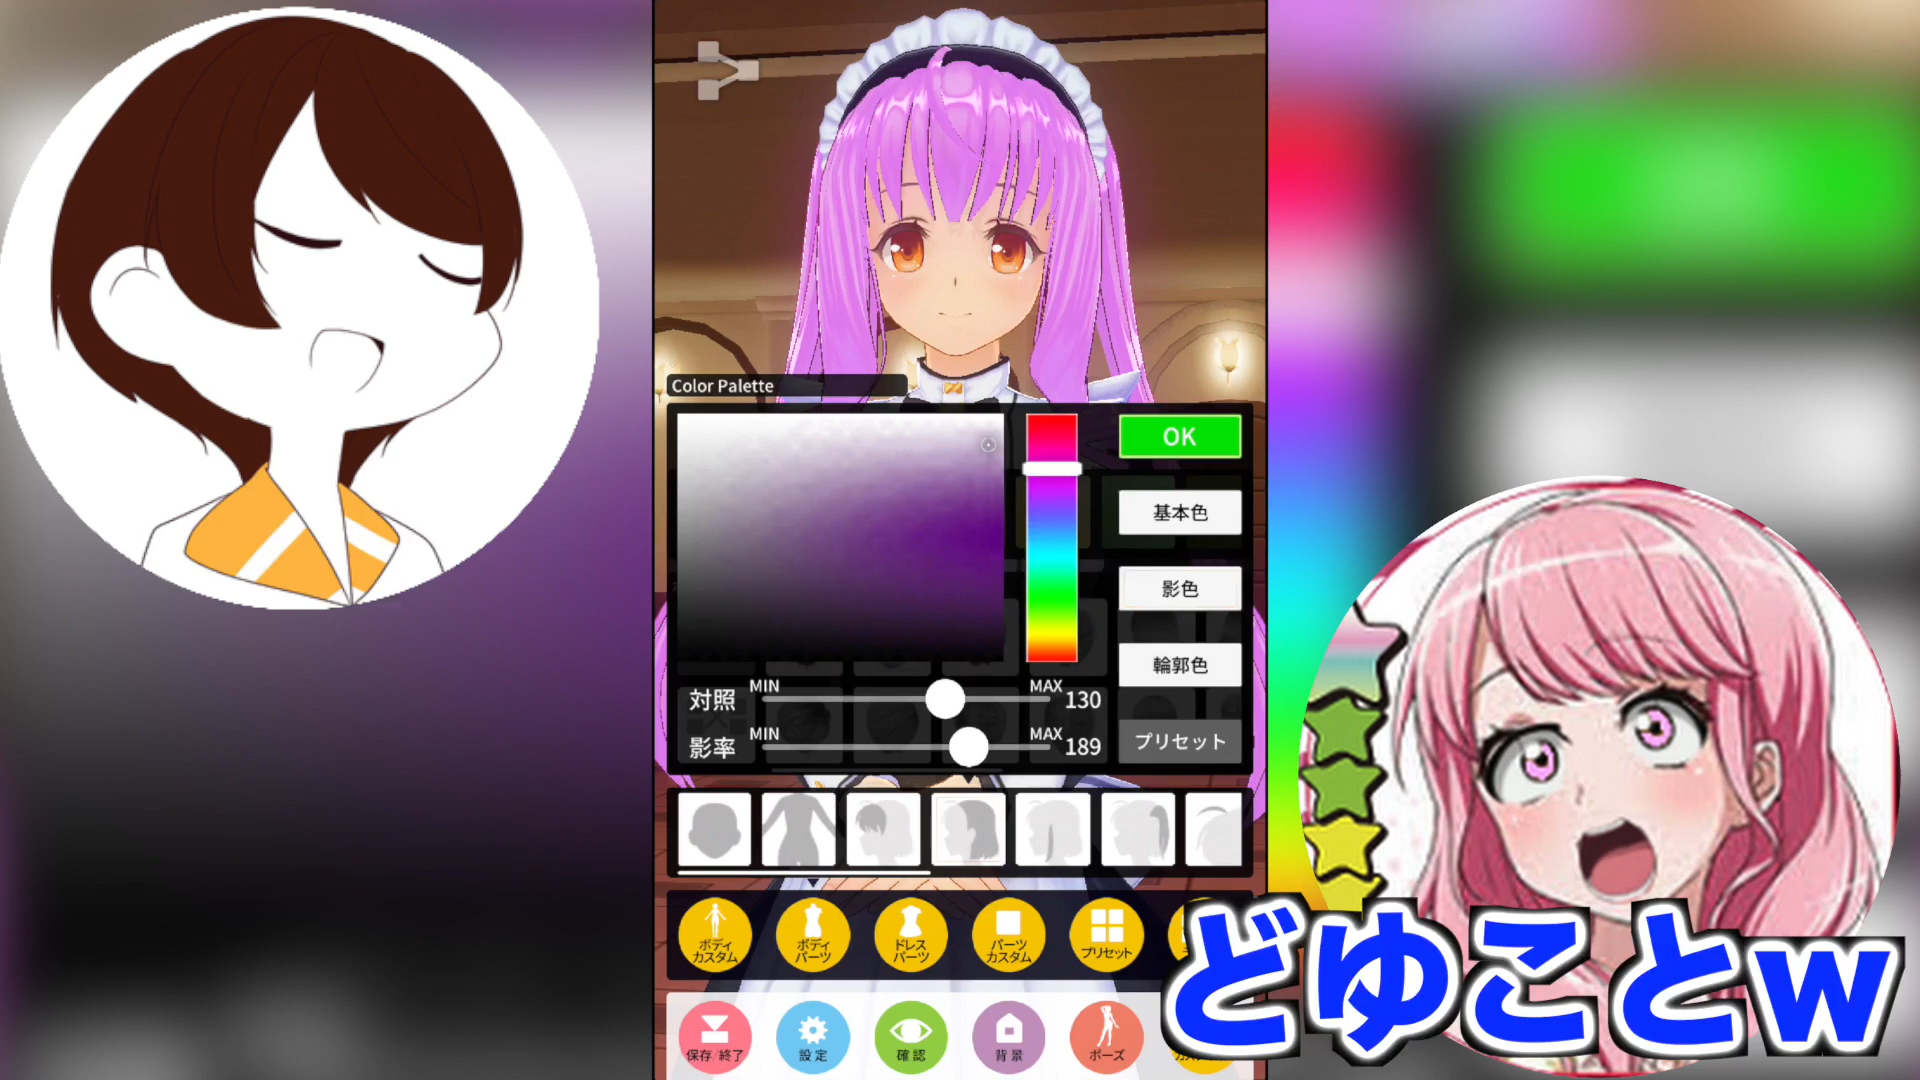 Color Palette
OK
基本色
影色
輪郭色
プリセット
対照
MIN
MAX
130
影率
MIN
MAX
189
ボディ
カスタム
ボディ
パーツ
ドレス
パーツ
パーツ
カスタム
プリセット
保存/終了
設定
確認
背景
ポーズ
どゆことw